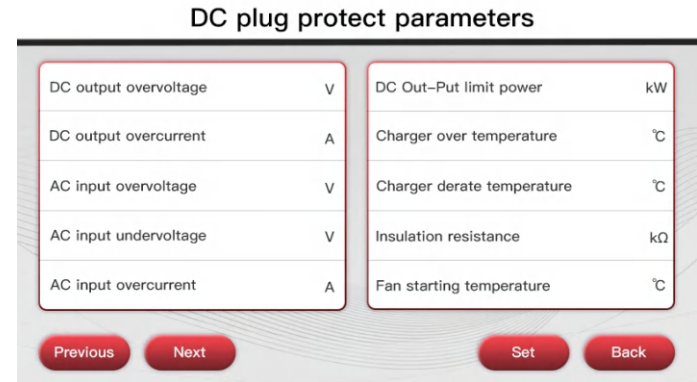 DC plug protect parameters
DC output overvoltage V
DC output overcurrent A
AC input overvoltage V
AC input undervoltage V
AC input overcurrent A
DC Out-Put limit power kW
Charger over temperature ℃
Charger derate temperature ℃
Insulation resistance kΩ
Fan starting temperature ℃
Previous Next Set Back